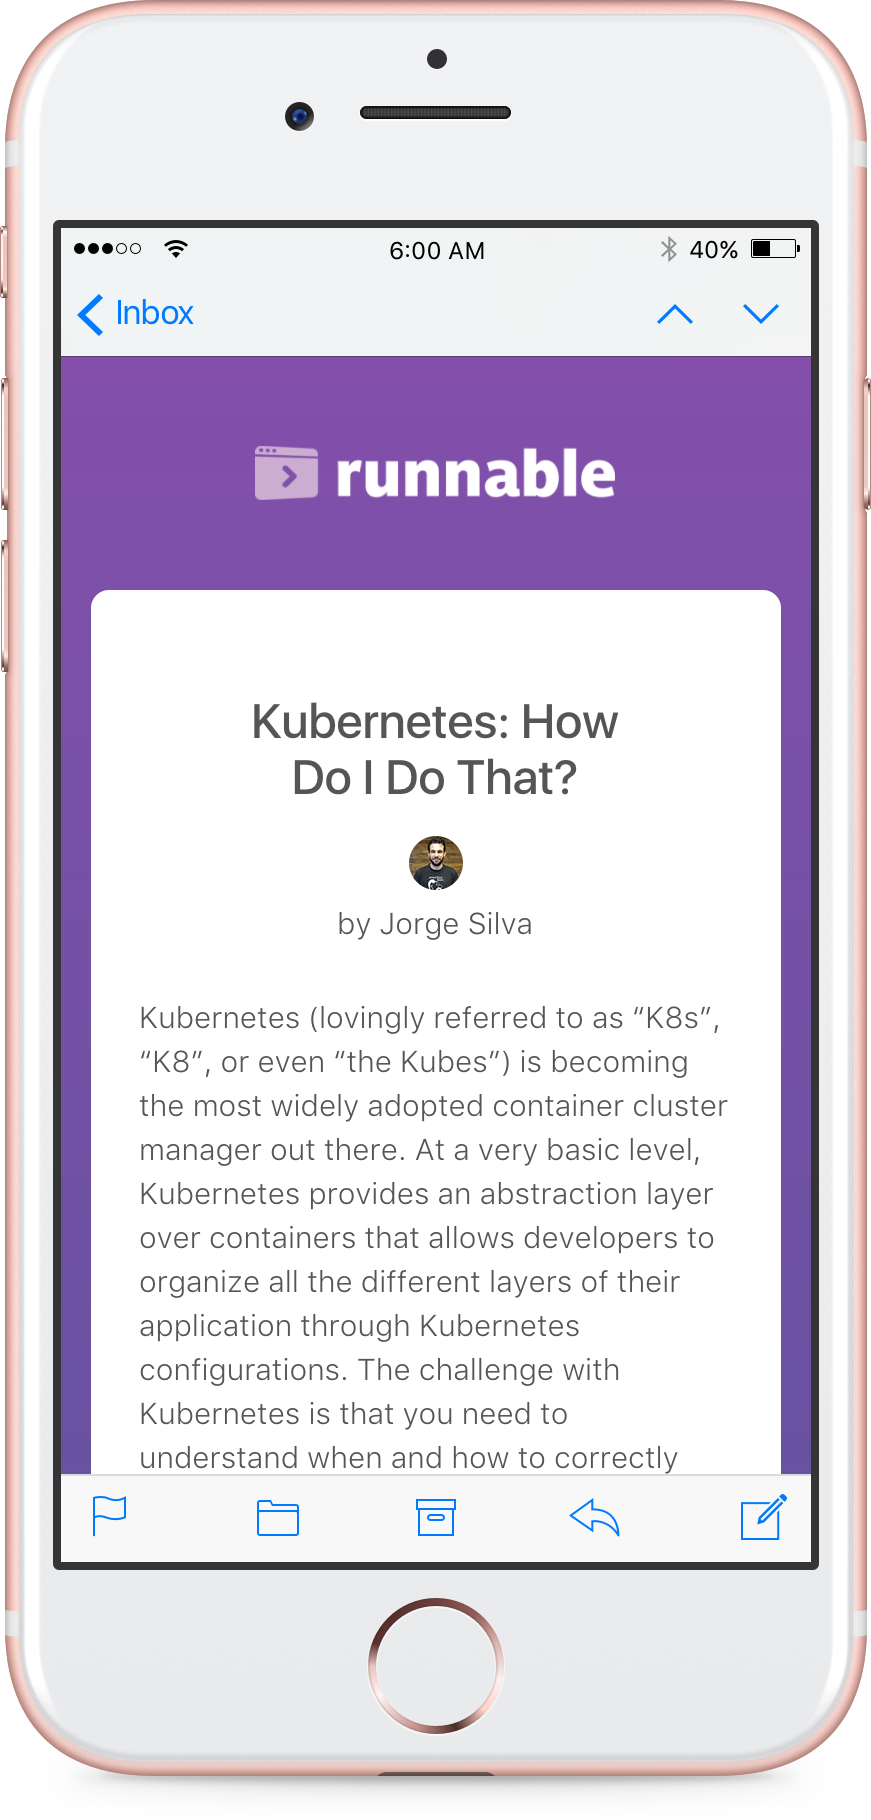 6:00 AM
40%
Inbox
runnable
Kubernetes: How
Do I Do That?
by Jorge Silva
Kubernetes (lovingly referred to as “K8s”,
“K8”, or even “the Kubes”) is becoming
the most widely adopted container cluster
manager out there. At a very basic level,
Kubernetes provides an abstraction layer
over containers that allows developers to
organize all the different layers of their
application through Kubernetes
configurations. The challenge with
Kubernetes is that you need to
understand when and how to correctly